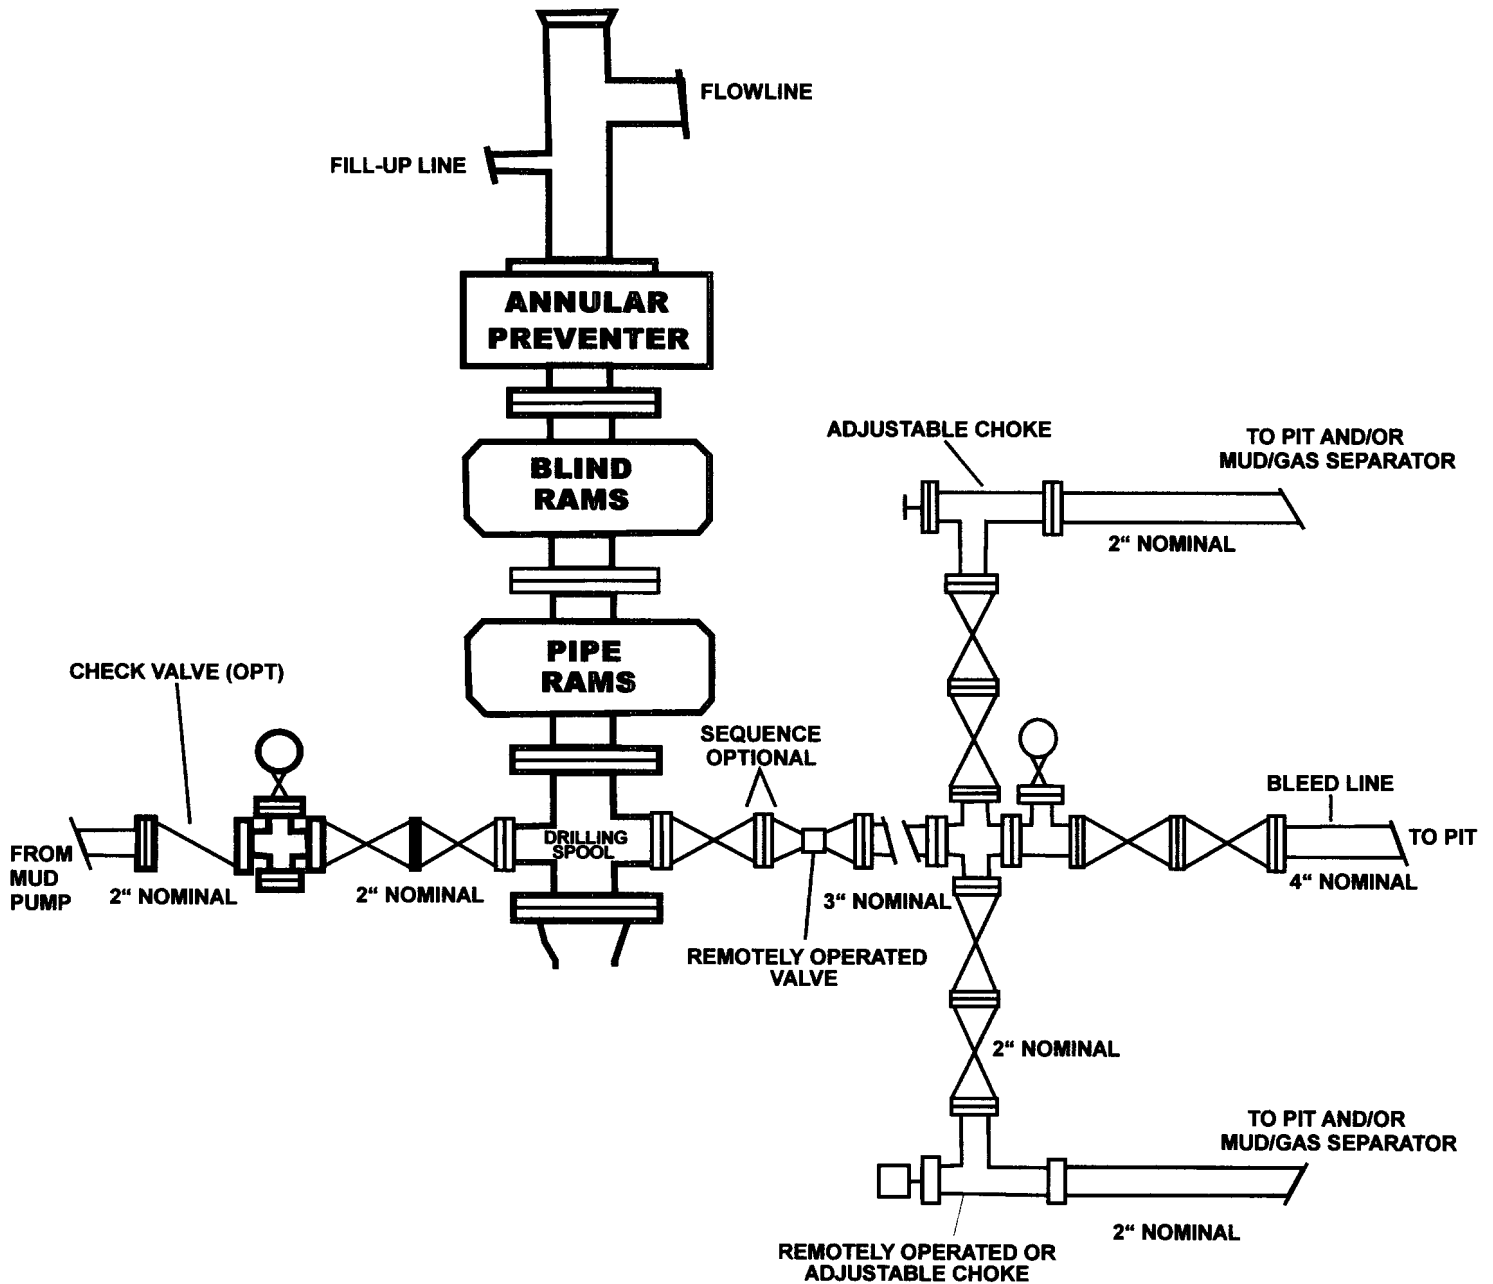 FLOWLINE
FILL-UP LINE
ANNULAR
PREVENTER
BLIND
RAMS
ADJUSTABLE CHOKE
TO PIT AND/OR
MUD/GAS SEPARATOR
2“ NOMINAL
PIPE
RAMS
CHECK VALVE (OPT)
SEQUENCE
OPTIONAL
BLEED LINE
DRILLING
SPOOL
TO PIT
FROM
MUD
PUMP
2“ NOMINAL
2“ NOMINAL
3“ NOMINAL
4“ NOMINAL
REMOTELY OPERATED
VALVE
2“ NOMINAL
TO PIT AND/OR
MUD/GAS SEPARATOR
2“ NOMINAL
REMOTELY OPERATED OR
ADJUSTABLE CHOKE